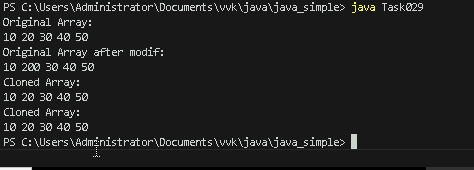 PS C:\Users\Administrator\Documents\vvk\java\java_simple> java Task029
Original Array:
10 20 30 40 50
Original Array after modif:
10 200 30 40 50
Cloned Array:
10 20 30 40 50
Cloned Array:
10 20 30 40 50
PS C:\Users\Administrator\Documents\vvk\java\java_simple>